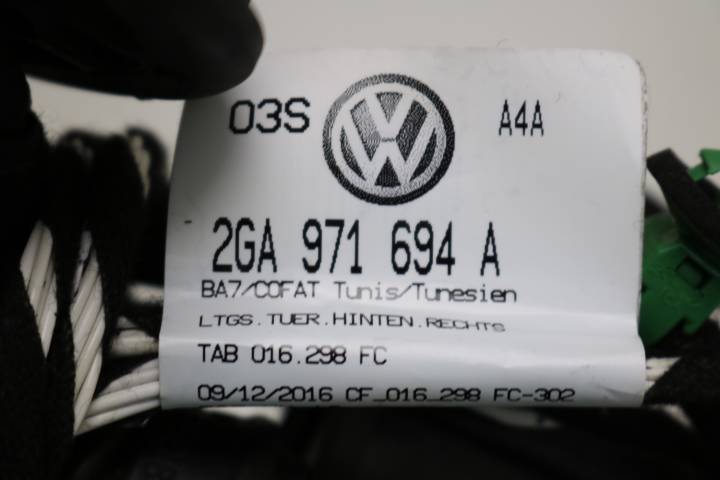 03S A4A
2GA 971 694 A
BA7/COFAT Tunis/Tunesien
LTGS.TUER.HINTEN.RECHTS
TAB 016.298 FC
09/12/2016 CF_016_298 FC-302